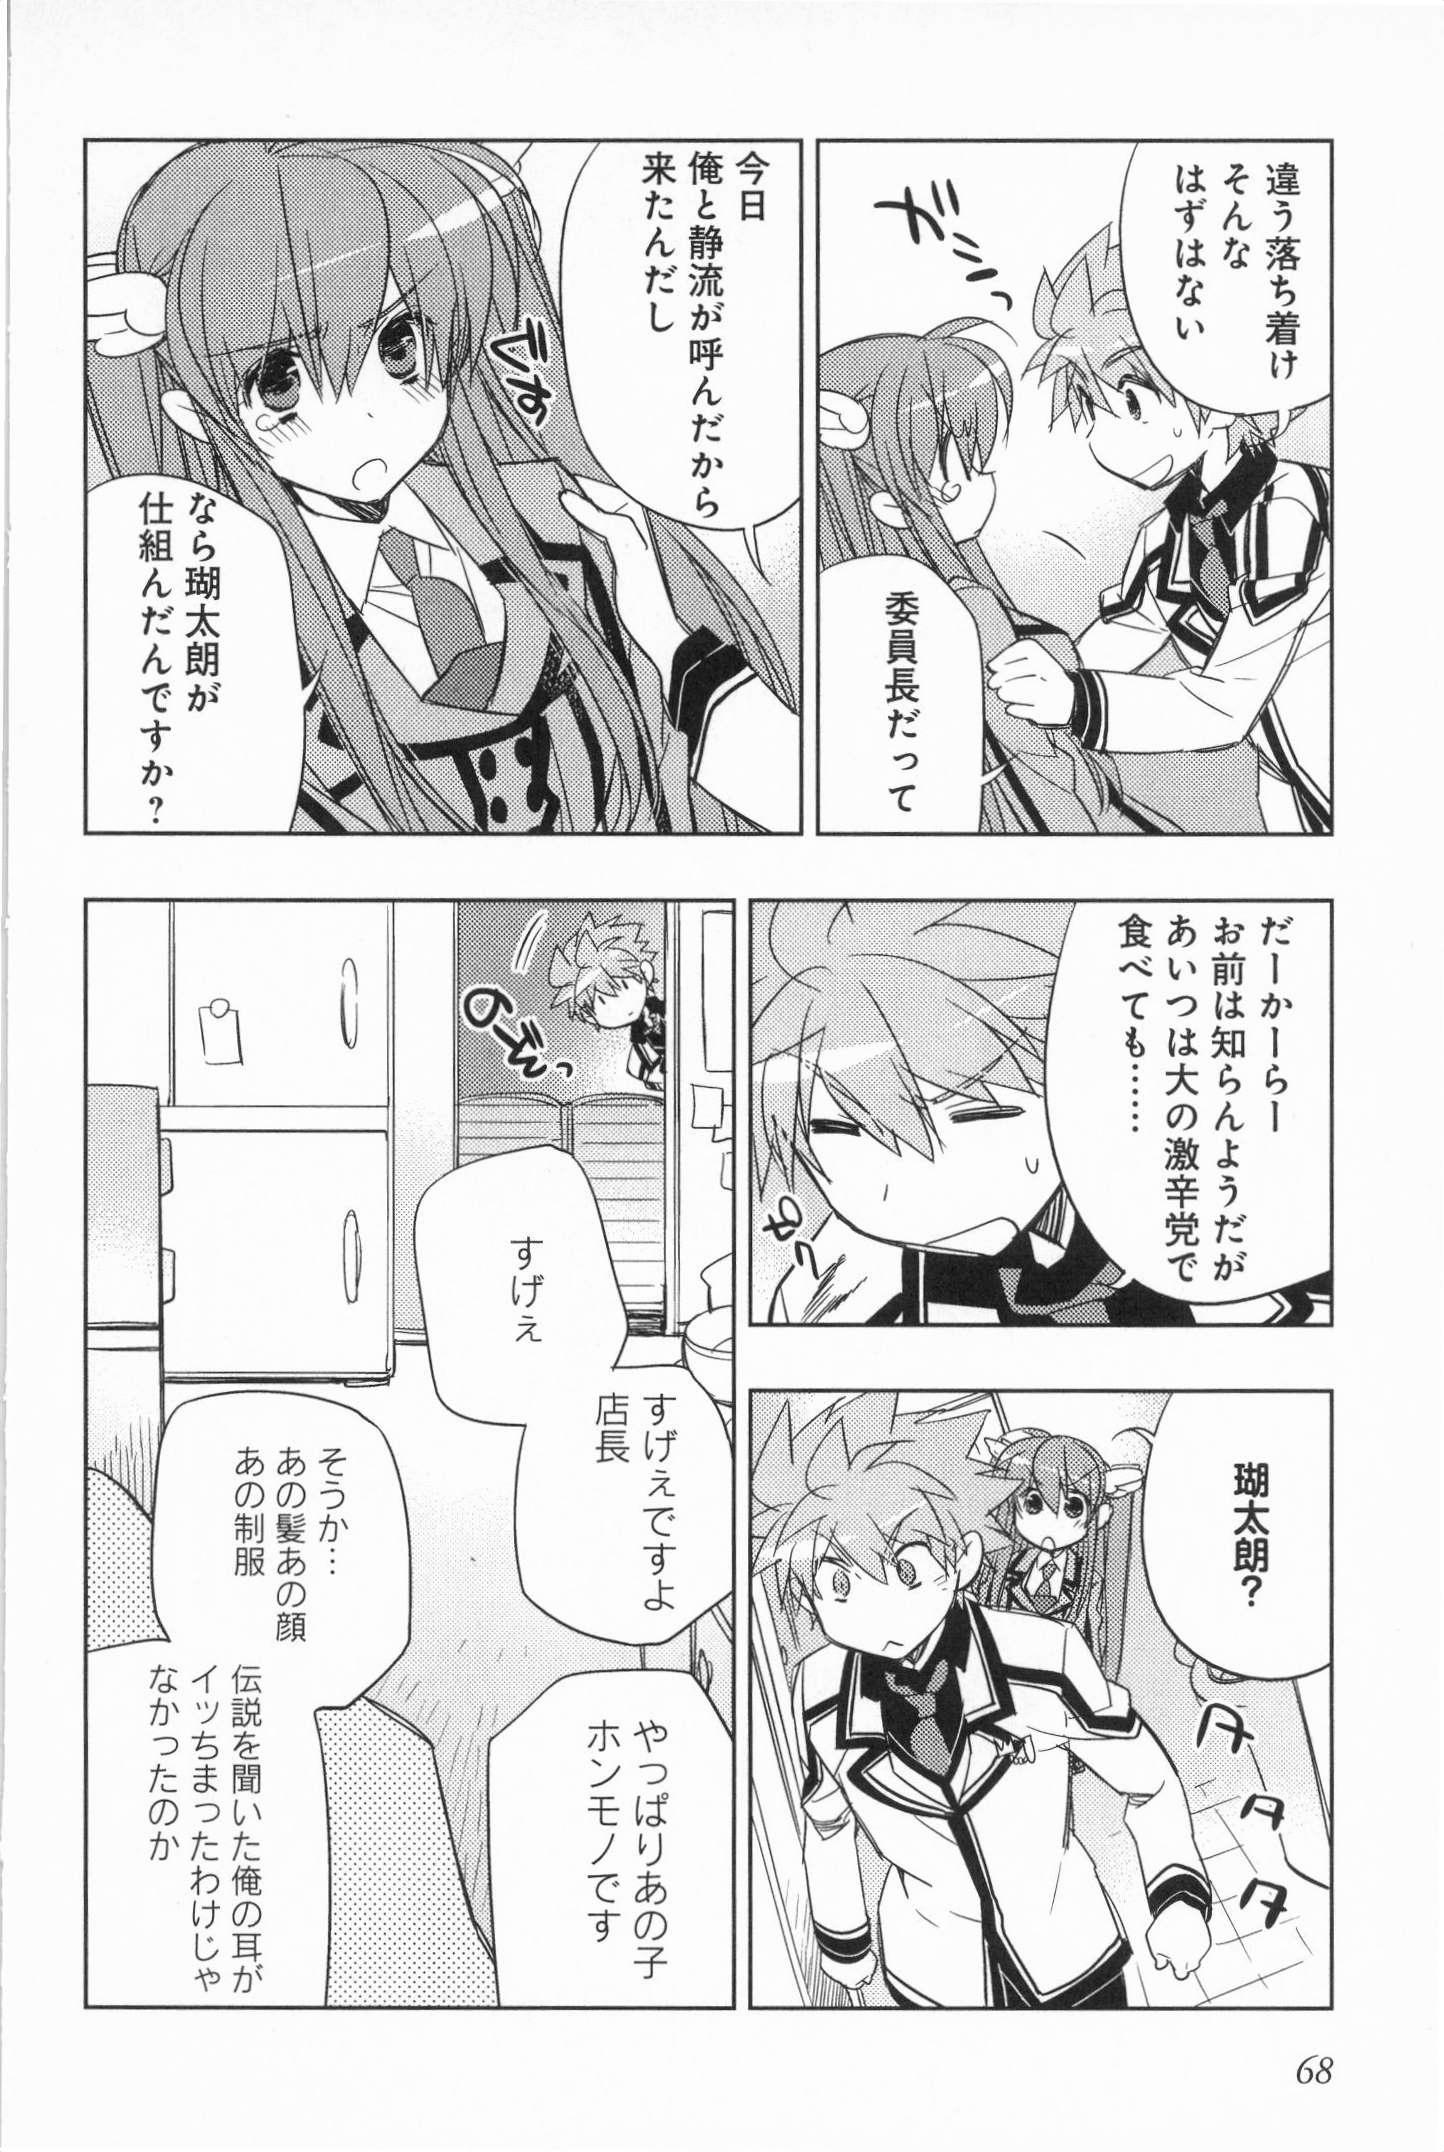 違う落ち着け
そんな
はずはない
ガシッ
委員長だって
今日
俺と静流が呼んだから
来たんだし
ぐすぉ
なら瑚太朗が
仕組んだんですか?
だーかーらー
お前は知らんようだが
あいつは大の激辛党で
食べても……
瑚太朗?
タ
タ
タ
すげぇ
すげぇですよ
店長
やっぱりあの子
ホンモノです
そうか…
あの髪あの顔
あの制服
伝説を聞いた俺の耳が
イッちまったわけじゃ
なかったのか
68